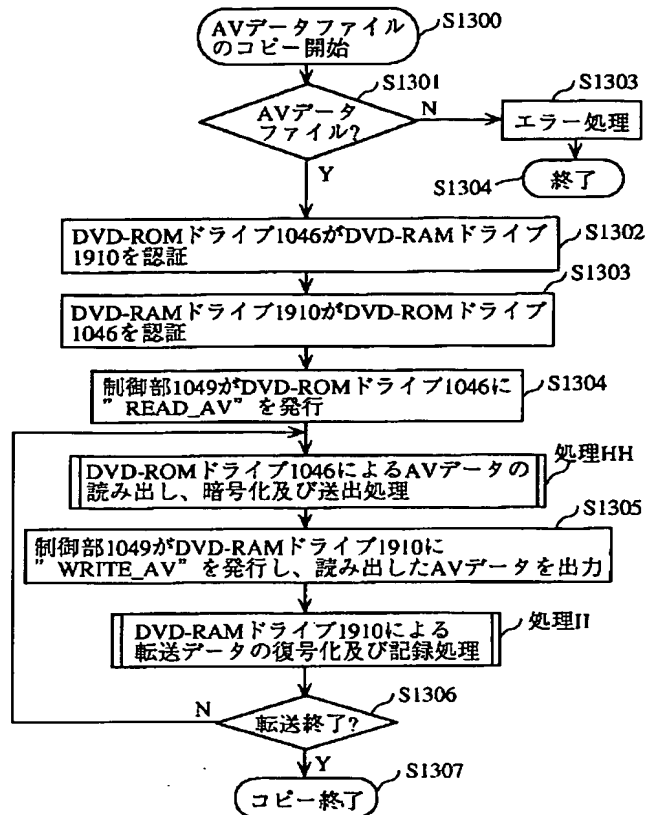 AVデータファイル
のコピー開始
S1300
S1301
AVデータ
ファイル?
N
S1303
エラー処理
S1304
終了
Y
DVD-ROMドライブ1046がDVD-RAMドライブ
1910を認証
S1302
S1303
DVD-RAMドライブ1910がDVD-ROMドライブ
1046を認証
制御部1049がDVD-ROMドライブ1046に
”READ_AV”を発行
S1304
処理HH
DVD-ROMドライブ1046によるAVデータの
読み出し、暗号化及び送出処理
S1305
制御部1049がDVD-RAMドライブ1910に
”WRITE_AV”を発行し、読み出したAVデータを出力
処理II
DVD-RAMドライブ1910による
転送データの復号化及び記録処理
N
S1306
転送終了?
Y
S1307
コピー終了